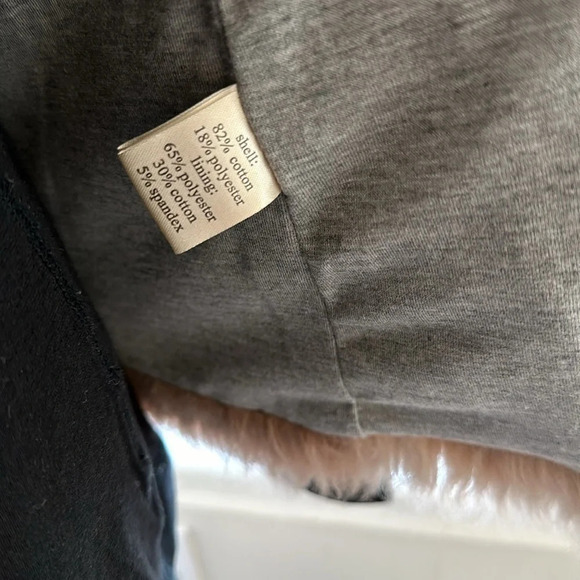 shell:
82% cotton
18% polyester
lining:
65% polyester
30% cotton
5% spandex